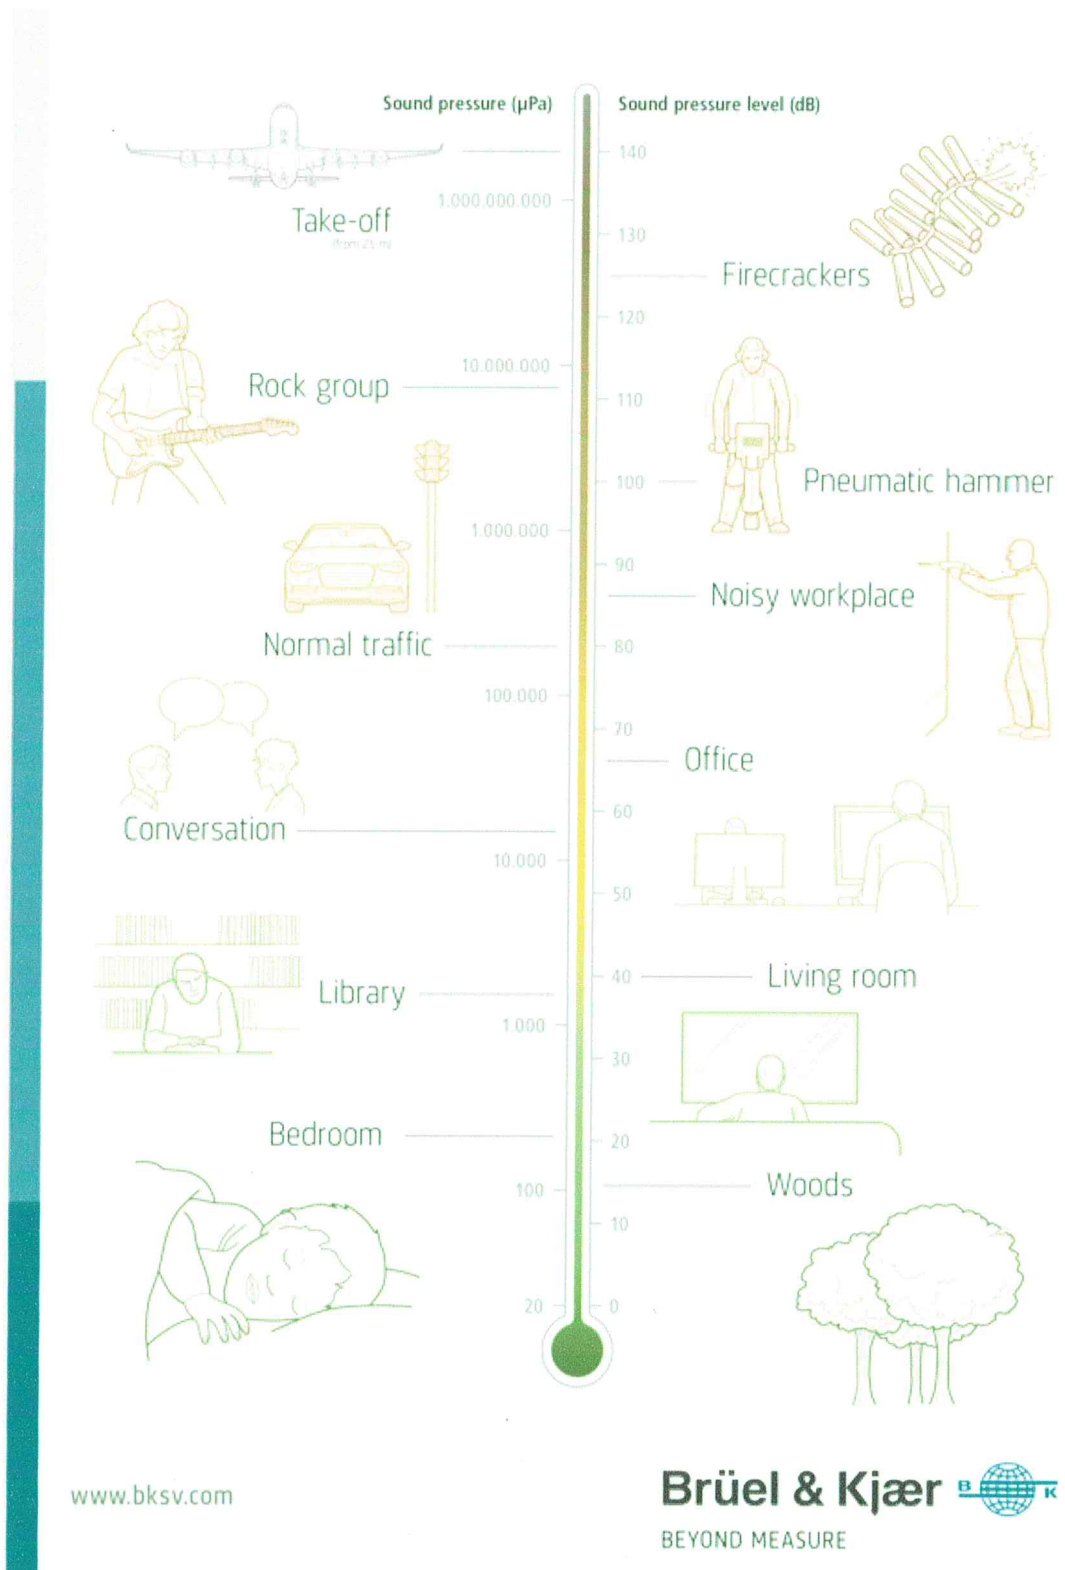 Sound pressure (µPa)
Sound pressure level (dB)
140
1.000.000.000
Take-off
(from 25 m)
130
Firecrackers
120
10.000.000
Rock group
110
100
Pneumatic hammer
1.000.000
90
Noisy workplace
Normal traffic
80
100.000
70
Office
60
Conversation
10.000
50
40
Living room
Library
1.000
30
Bedroom
20
Woods
100
10
20
0
www.bksv.com
Brüel & Kjær
B
K
BEYOND MEASURE